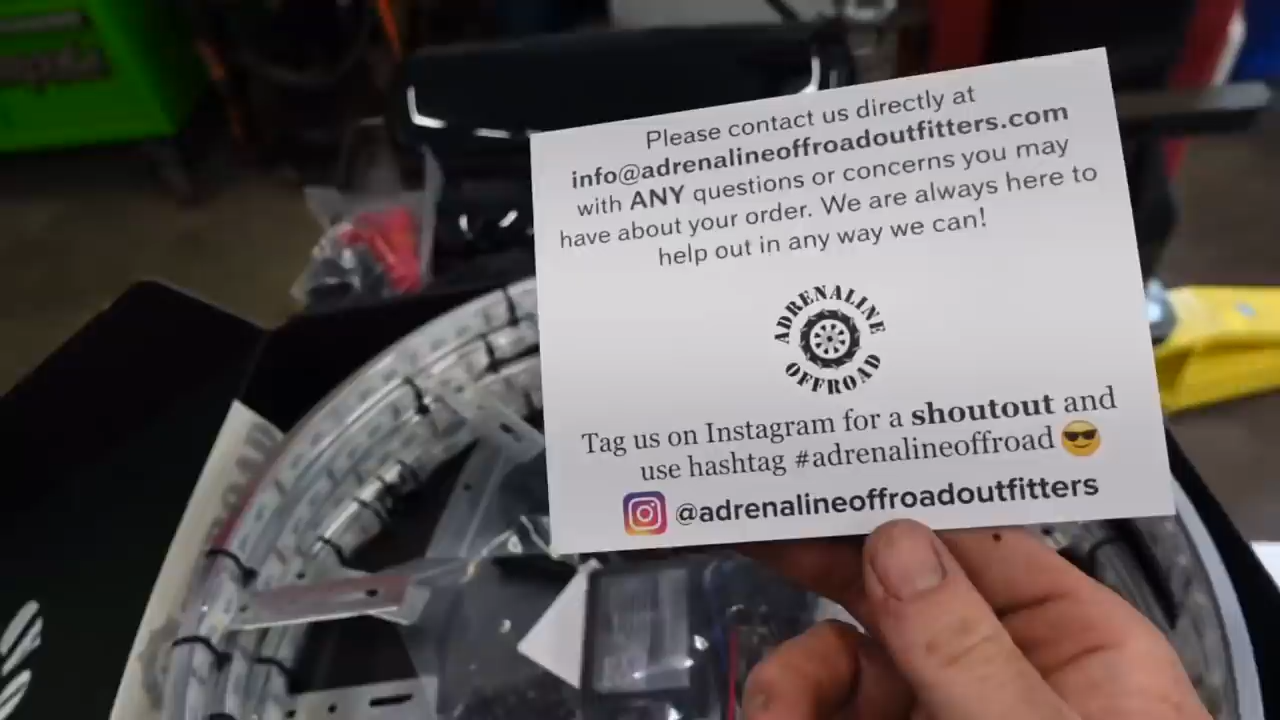 Please contact us directly at
info@adrenalineoffroadoutfitters.com
with ANY questions or concerns you may
have about your order. We are always here to
help out in any way we can!
ADRENALINE
OFFROAD
Tag us on Instagram for a shoutout and
use hashtag #adrenalineoffroad 😎
@adrenalineoffroadoutfitters